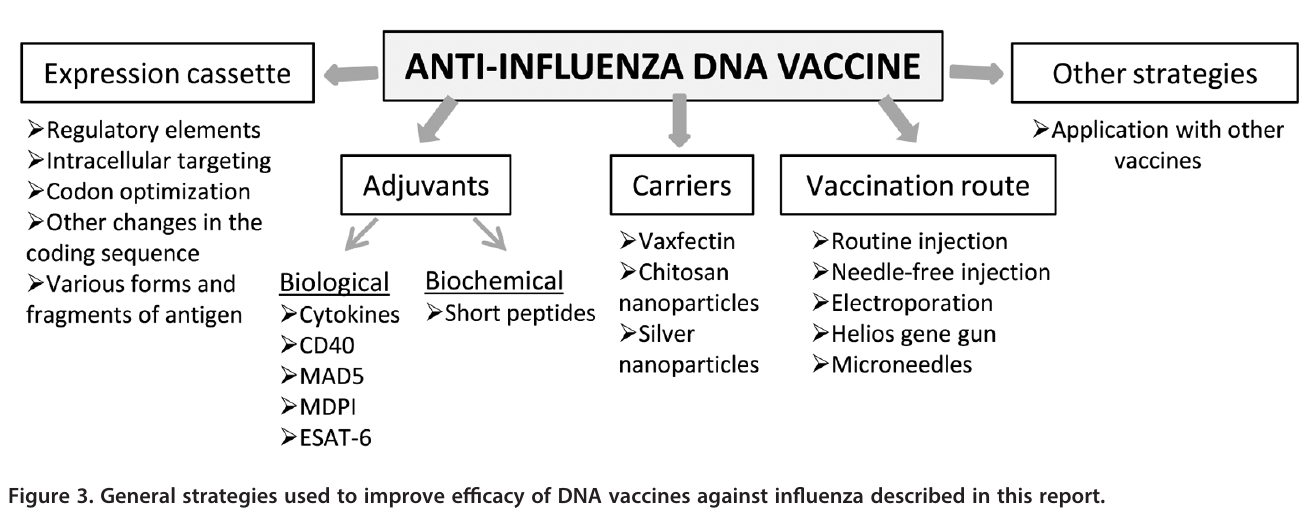 ANTI-INFLUENZA DNA VACCINE
Expression cassette
➢Regulatory elements
➢Intracellular targeting
➢Codon optimization
➢Other changes in the
coding sequence
➢Various forms and
fragments of antigen
Adjuvants
Biological
➢Cytokines
➢CD40
➢MAD5
➢MDPI
➢ESAT-6
Biochemical
➢Short peptides
Carriers
➢Vaxfectin
➢Chitosan
nanoparticles
➢Silver
nanoparticles
Vaccination route
➢Routine injection
➢Needle-free injection
➢Electroporation
➢Helios gene gun
➢Microneedles
Other strategies
➢Application with other
vaccines
Figure 3. General strategies used to improve efficacy of DNA vaccines against influenza described in this report.